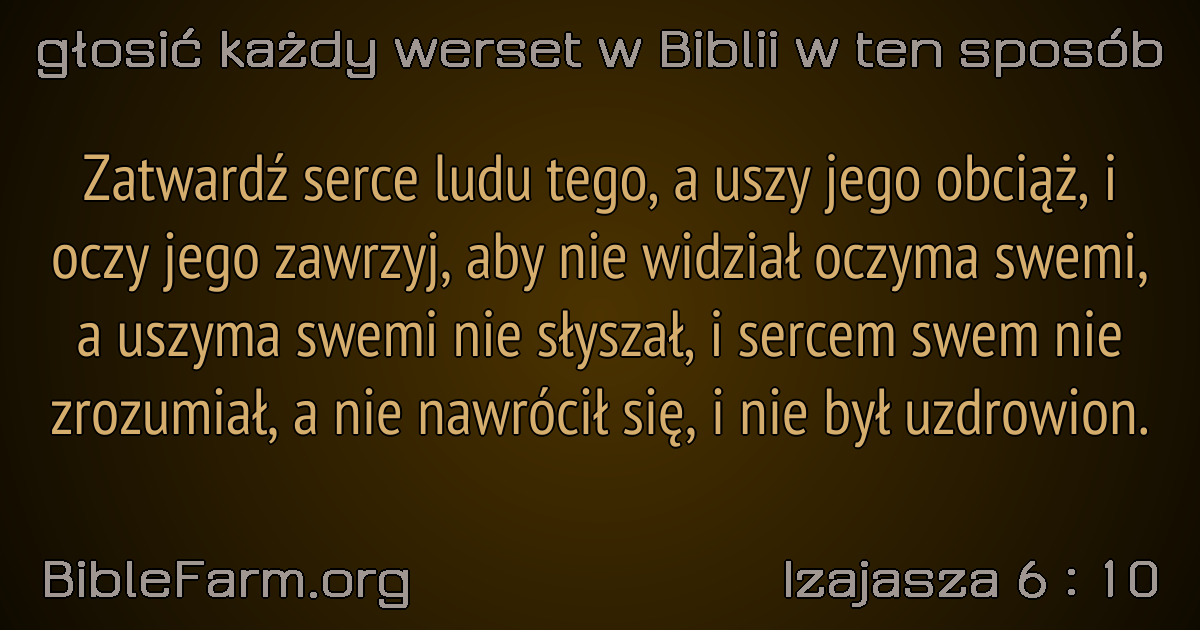 głosić każdy werset w Biblii w ten sposób
Zatwardź serce ludu tego, a uszy jego obciąż, i
oczy jego zawrzyj, aby nie widział oczyma swemi,
a uszyma swemi nie słyszał, i sercem swem nie
zrozumiał, a nie nawrócił się, i nie był uzdrowion.
BibleFarm.org
Izajasza 6 : 10